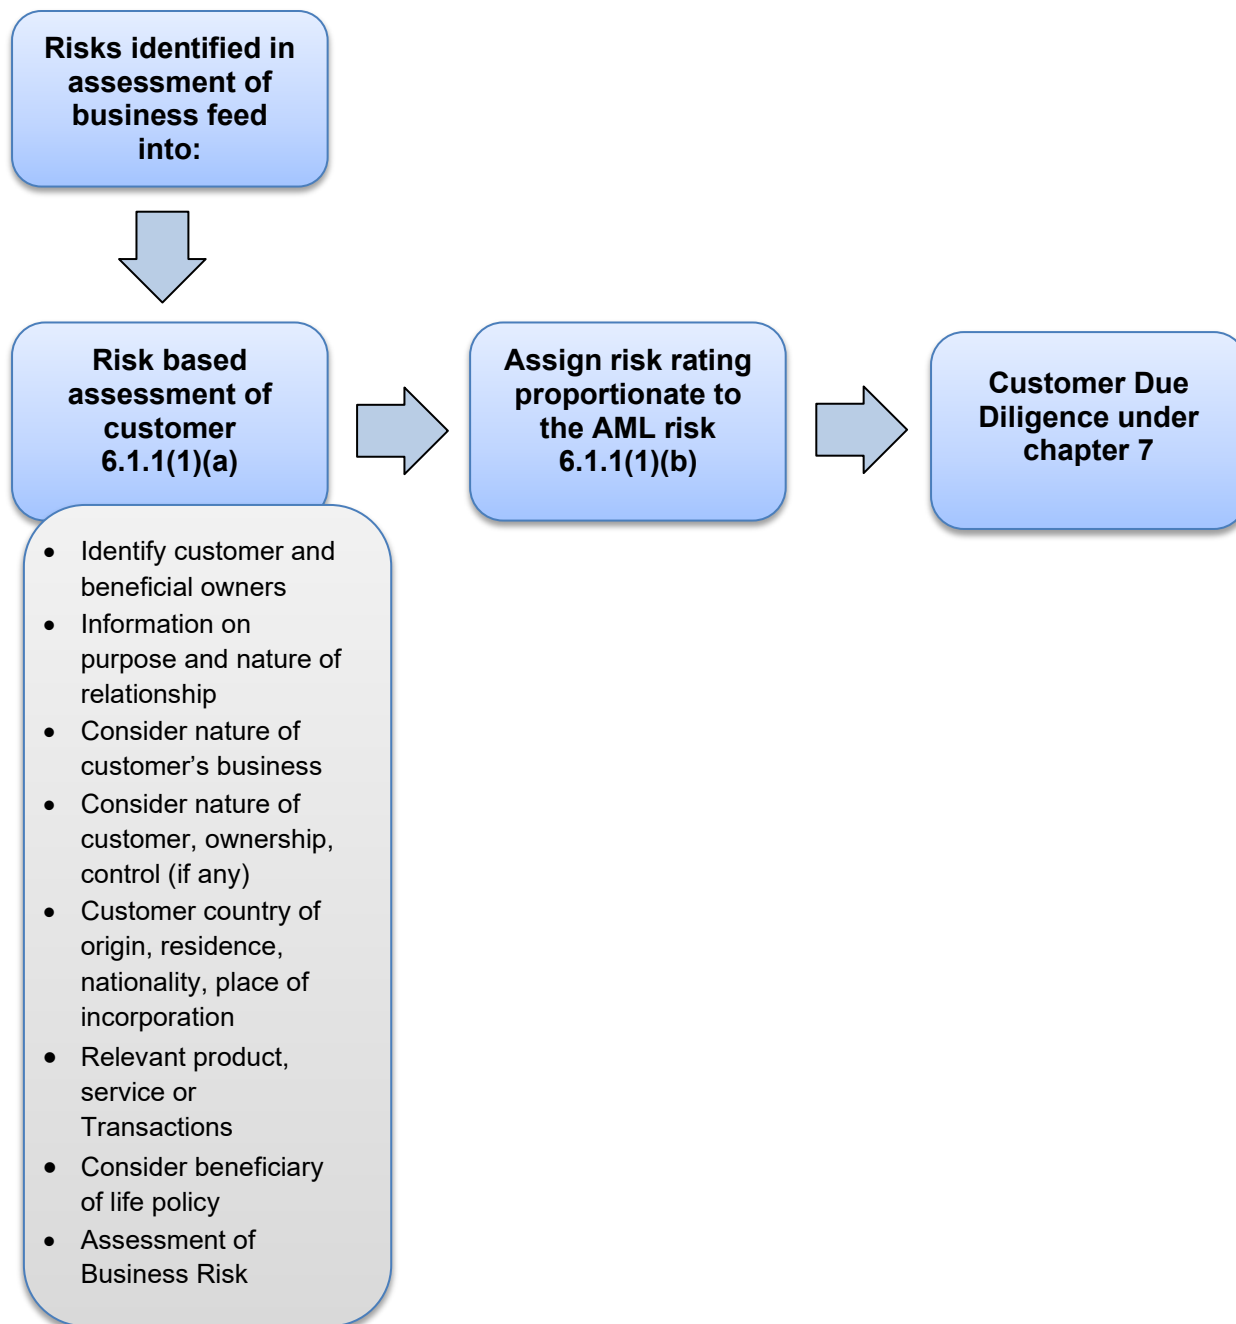 Risks identified in
assessment of
business feed
into:
Risk based
assessment of
customer
6.1.1(1)(a)
Assign risk rating
proportionate to
the AML risk
6.1.1(1)(b)
Customer Due
Diligence under
chapter 7
• Identify customer and
beneficial owners
• Information on
purpose and nature of
relationship
• Consider nature of
customer’s business
• Consider nature of
customer, ownership,
control (if any)
• Customer country of
origin, residence,
nationality, place of
incorporation
• Relevant product,
service or
Transactions
• Consider beneficiary
of life policy
• Assessment of
Business Risk